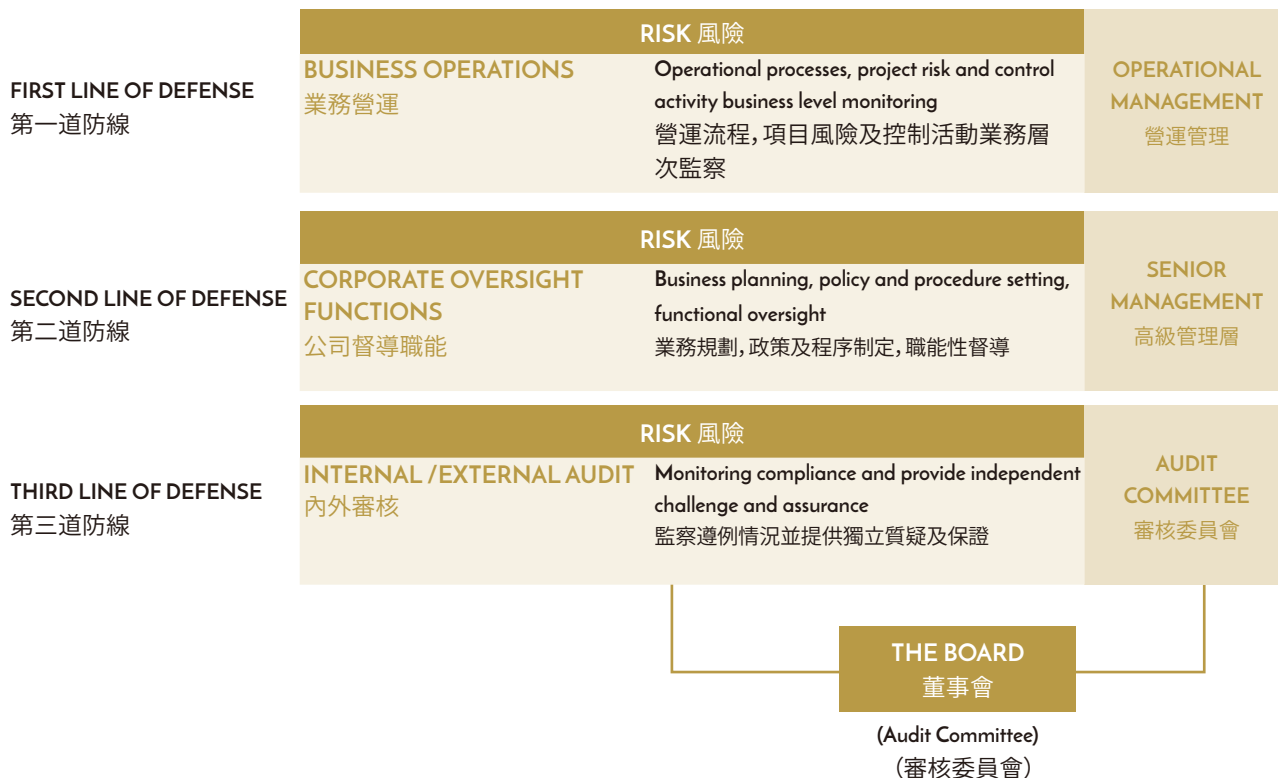 FIRST LINE OF DEFENSE
第一道防線
RISK 風險
BUSINESS OPERATIONS
業務營運
Operational processes, project risk and control
activity business level monitoring
營運流程,項目風險及控制活動業務層
次監察
OPERATIONAL
MANAGEMENT
營運管理
SECOND LINE OF DEFENSE
第二道防線
RISK 風險
CORPORATE OVERSIGHT
FUNCTIONS
公司督導職能
Business planning, policy and procedure setting,
functional oversight
業務規劃,政策及程序制定,職能性督導
SENIOR
MANAGEMENT
高級管理層
THIRD LINE OF DEFENSE
第三道防線
RISK 風險
INTERNAL /EXTERNAL AUDIT
內外審核
Monitoring compliance and provide independent
challenge and assurance
監察遵例情況並提供獨立質疑及保證
AUDIT
COMMITTEE
審核委員會
THE BOARD
董事會
(Audit Committee)
(審核委員會)